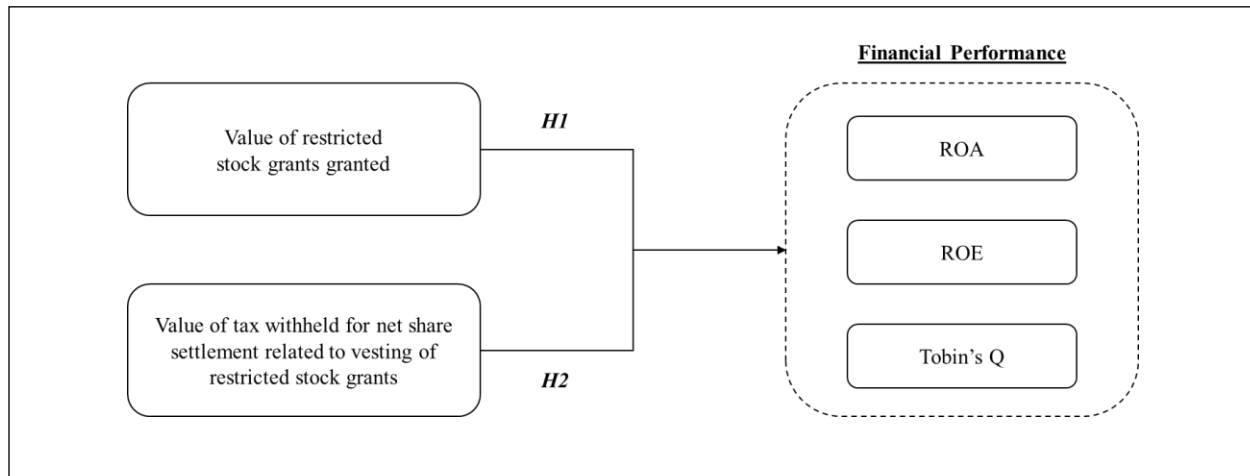 Financial Performance
Value of restricted
stock grants granted
H1
ROA
ROE
Value of tax withheld for net share
settlement related to vesting of
restricted stock grants
H2
Tobin's Q